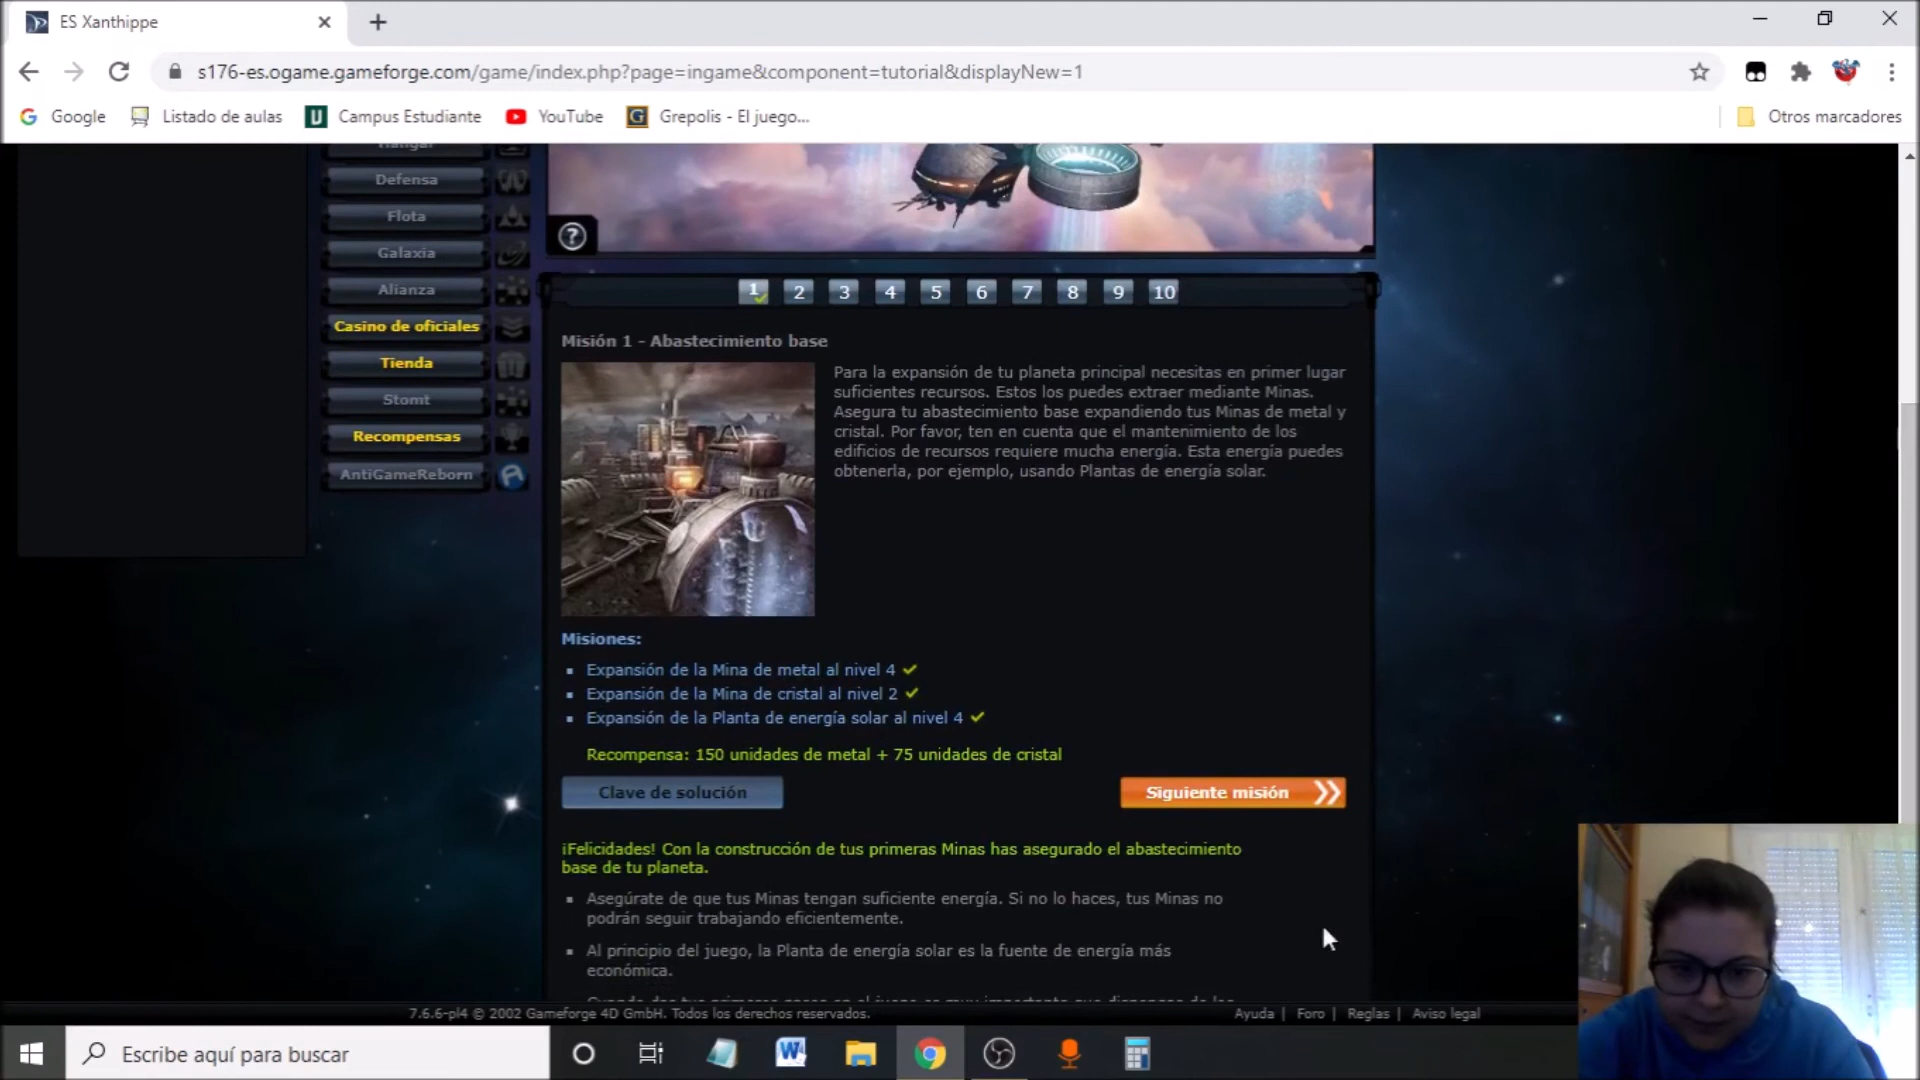 ES Xanthippe
s176-es.ogame.gameforge.com/game/index.php?page=ingame&component=tutorial&displayNew=1
Google
Listado de aulas
Campus Estudiante
YouTube
Grepolis - El juego...
Otros marcadores
Hangar
Defensa
Flota
Galaxia
Alianza
Casino de oficiales
Tienda
Stomt
Recompensas
AntiGameReborn
?
1 2 3 4 5 6 7 8 9 10
Misión 1 - Abastecimiento base
Para la expansión de tu planeta principal necesitas en primer lugar
suficientes recursos. Estos los puedes extraer mediante Minas.
Asegura tu abastecimiento base expandiendo tus Minas de metal y
cristal. Por favor, ten en cuenta que el mantenimiento de los
edificios de recursos requiere mucha energía. Esta energía puedes
obtenerla, por ejemplo, usando Plantas de energía solar.
Misiones:
Expansión de la Mina de metal al nivel 4
Expansión de la Mina de cristal al nivel 2
Expansión de la Planta de energía solar al nivel 4
Recompensa: 150 unidades de metal + 75 unidades de cristal
Clave de solución
Siguiente misión
¡Felicidades! Con la construcción de tus primeras Minas has asegurado el abastecimiento
base de tu planeta.
Asegúrate de que tus Minas tengan suficiente energía. Si no lo haces, tus Minas no
podrán seguir trabajando eficientemente.
Al principio del juego, la Planta de energía solar es la fuente de energía más
económica.
7.6.6-pl4 © 2002 Gameforge 4D GmbH. Todos los derechos reservados.
Ayuda | Foro | Reglas | Aviso legal
Escribe aquí para buscar